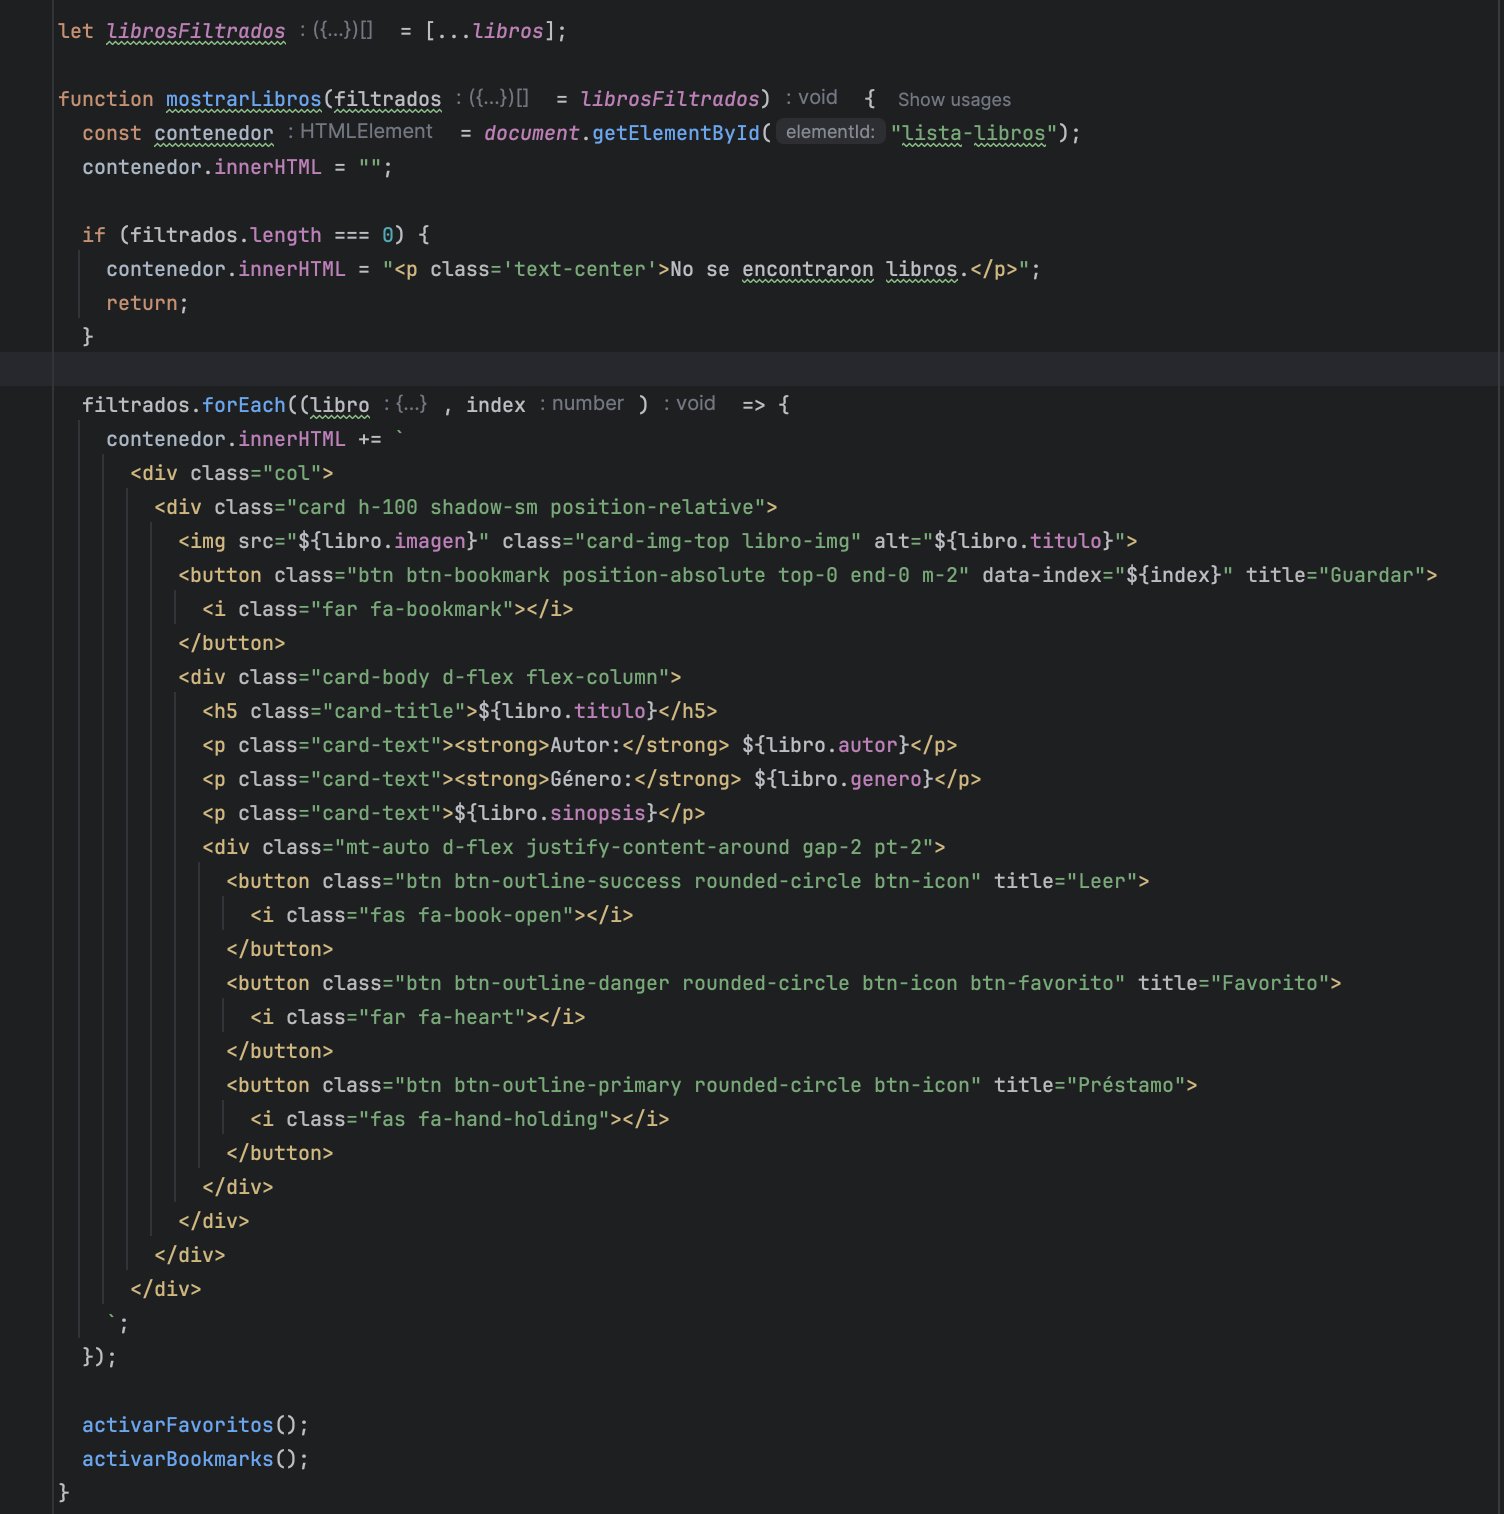 let librosFiltrados : ({...})[] = [...libros];
function mostrarLibros(filtrados : ({...})[] = librosFiltrados) : void { Show usages
const contenedor : HTMLElement = document.getElementById( elementId: "lista-libros");
contenedor.innerHTML = "";
if (filtrados.length === 0) {
contenedor.innerHTML = "<p class='text-center'>No se encontraron libros.</p>";
return;
}
filtrados.forEach((libro : {...} , index : number ) : void => {
contenedor.innerHTML += `
<div class="col">
<div class="card h-100 shadow-sm position-relative">
<img src="${libro.imagen}" class="card-img-top libro-img" alt="${libro.titulo}">
<button class="btn btn-bookmark position-absolute top-0 end-0 m-2" data-index="${index}" title="Guardar">
<i class="far fa-bookmark"></i>
</button>
<div class="card-body d-flex flex-column">
<h5 class="card-title">${libro.titulo}</h5>
<p class="card-text"><strong>Autor:</strong> ${libro.autor}</p>
<p class="card-text"><strong>Género:</strong> ${libro.genero}</p>
<p class="card-text">${libro.sinopsis}</p>
<div class="mt-auto d-flex justify-content-around gap-2 pt-2">
<button class="btn btn-outline-success rounded-circle btn-icon" title="Leer">
<i class="fas fa-book-open"></i>
</button>
<button class="btn btn-outline-danger rounded-circle btn-icon btn-favorito" title="Favorito">
<i class="far fa-heart"></i>
</button>
<button class="btn btn-outline-primary rounded-circle btn-icon" title="Préstamo">
<i class="fas fa-hand-holding"></i>
</button>
</div>
</div>
</div>
</div>
`;
});
activarFavoritos();
activarBookmarks();
}